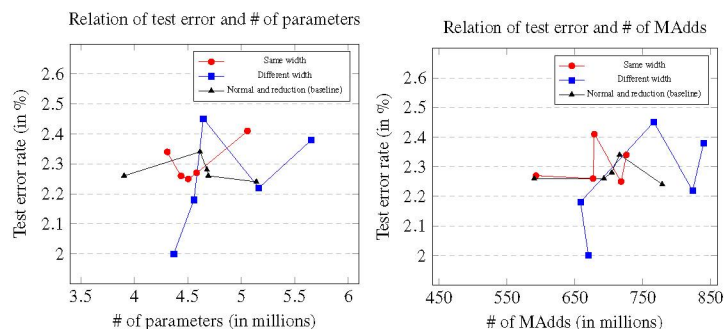 Relation of test error and # of parameters
Same width
Different width
Normal and reduction (baseline)
Test error rate (in %)
2.6
2.5
2.4
2.3
2.2
2.1
2
3.5
4
4.5
5
5.5
6
# of parameters (in millions)
Relation of test error and # of MAdds
Same width
Different width
Normal and reduction (baseline)
Test error rate (in %)
2.6
2.5
2.4
2.3
2.2
2.1
2
450
550
650
750
850
# of MAdds (in millions)